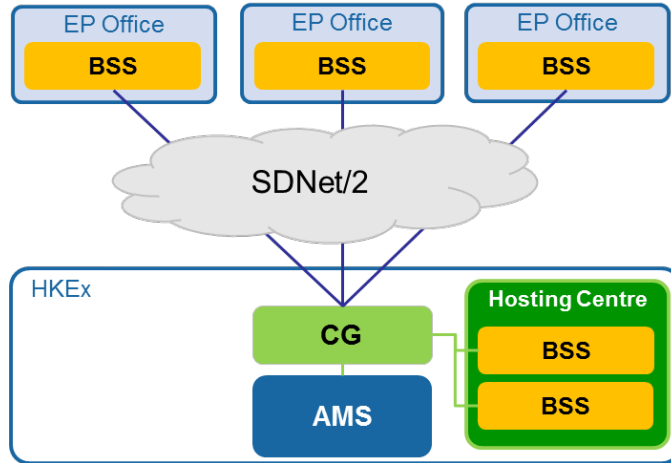 EP Office
BSS
EP Office
BSS
EP Office
BSS
SDNet/2
HKEx
CG
AMS
Hosting Centre
BSS
BSS